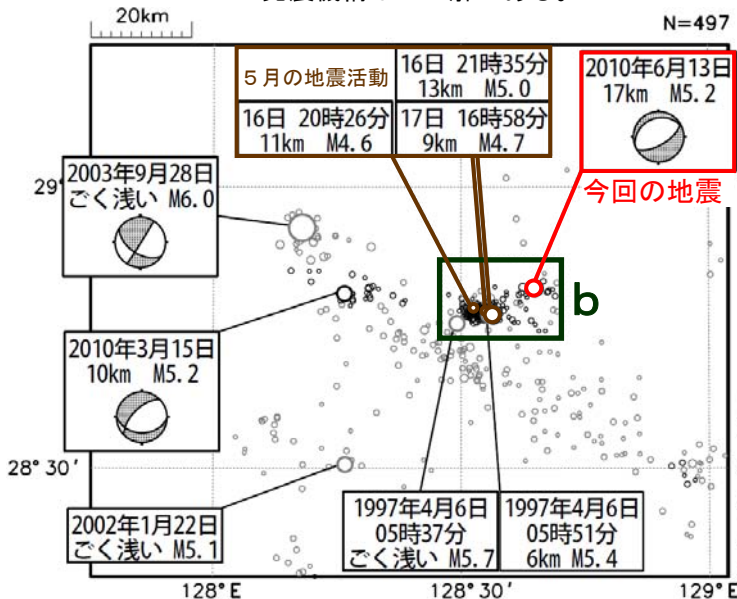 20km
N=497
５月の地震活動
16日 21時35分
13km M5.0
16日 20時26分
11km M4.6
17日 16時58分
9km M4.7
2010年6月13日
17km M5.2
今回の地震
2003年9月28日
ごく浅い M6.0
29°
b
2010年3月15日
10km M5.2
28°30′
2002年1月22日
ごく浅い M5.1
1997年4月6日
05時37分
ごく浅い M5.7
1997年4月6日
05時51分
6km M5.4
128°E
128°30′
129°E